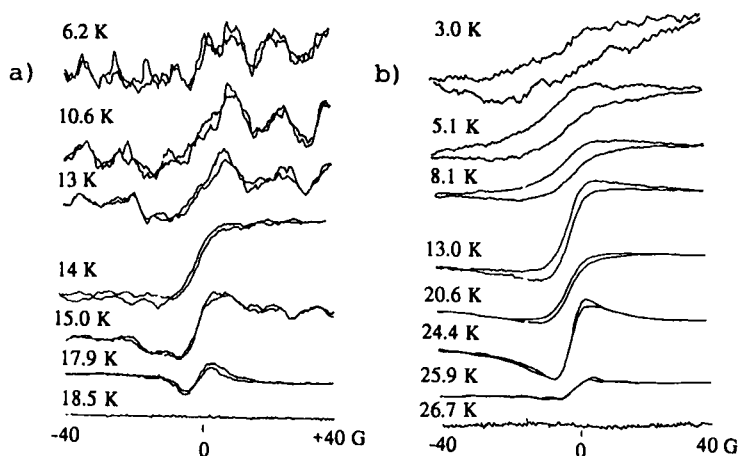 a)
6.2 K
10.6 K
13 K
14 K
15.0 K
17.9 K
18.5 K
-40 0 +40 G
b)
3.0 K
5.1 K
8.1 K
13.0 K
20.6 K
24.4 K
25.9 K
26.7 K
-40 0 40 G